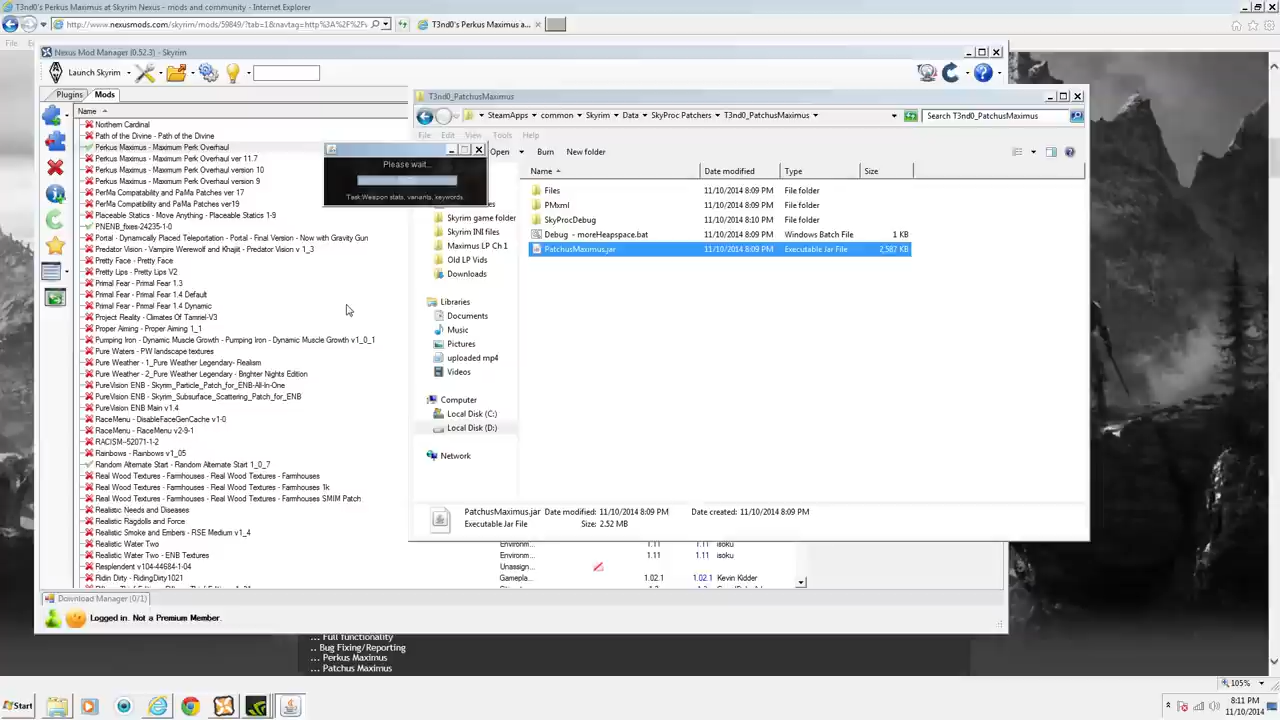 T3nd0's Perkus Maximus at Skyrim Nexus - mods and community - Internet Explorer
http://www.nexusmods.com/skyrim/mods/59849/?tab=1&navtag=http%3A%2F%2Fv
T3nd0's Perkus Maximus a...
File
Nexus Mod Manager (0.52.3) - Skyrim
Launch Skyrim
Plugins
Mods
Name
Northern Cardinal
Path of the Divine - Path of the Divine
Perkus Maximus - Maximum Perk Overhaul
Perkus Maximus - Maximum Perk Overhaul ver 11.7
Perkus Maximus - Maximum Perk Overhaul version 10
Perkus Maximus - Maximum Perk Overhaul version 9
PerMa Compatability and PaMa Patches ver 17
PerMa Compatability and PaMa Patches ver19
Placeable Statics - Move Anything - Placeable Statics 1-9
PNENB_fixes-24235-1-0
Portal - Dynamically Placed Teleportation - Portal - Final Version - Now with Gravity Gun
Predator Vision - Vampire Werewolf and Khajit - Predator Vision v 1_3
Pretty Face - Pretty Face
Pretty Lips - Pretty Lips V2
Primal Fear - Primal Fear 1.3
Primal Fear - Primal Fear 1.4 Default
Primal Fear - Primal Fear 1.4 Dynamic
Project Reality - Climates Of Tamriel-V3
Proper Aiming - Proper Aiming 1_1
Pumping Iron - Dynamic Muscle Growth - Pumping Iron - Dynamic Muscle Growth v1_0_1
Pure Waters - PW landscape textures
Pure Weather - 1_Pure Weather Legendary- Realism
Pure Weather - 2_Pure Weather Legendary- Brighter Nights Edition
PureVision ENB - Skyrim_Particle_Patch_for_ENB-All-In-One
PureVision ENB - Skyrim_Subsurface_Scattering_Patch_for_ENB
PureVision ENB Main v1.4
RaceMenu - DisableFaceGenCache v1-0
RaceMenu - RaceMenu v2-9-1
RACISM--52071-1-2
Rainbows - Rainbows v1_05
Random Alternate Start - Random Alternate Start 1_0_7
Real Wood Textures - Farmhouses - Real Wood Textures - Farmhouses
Real Wood Textures - Farmhouses - Real Wood Textures - Farmhouses 1k
Real Wood Textures - Farmhouses - Real Wood Textures - Farmhouses SMIM Patch
Realistic Needs and Diseases
Realistic Ragdolls and Force
Realistic Smoke and Embers - RSE Medium v1_4
Realistic Water Two
Environm... 1.11 1.11 isoku
Realistic Water Two - ENB Textures
Environm... 1.11 1.11 isoku
Resplendent v104-44684-1-04
Unassign...
Ridin Dirty - RidingDirty1021
Gamepla... 1.02.1 1.02.1 Kevin Kidder
Download Manager (0/1)
Logged in. Not a Premium Member.
Please wait...
Task:Weapon stats, variants, keywords.
T3nd0_PatchusMaximus
SteamApps
common
Skyrim
Data
SkyProc Patchers
T3nd0_PatchusMaximus
Search T3nd0_PatchusMaximus
File Edit View Tools Help
Open
Burn
New folder
Name
Date modified
Type
Size
Files 11/10/2014 8:09 PM File folder
PMxml 11/10/2014 8:09 PM File folder
SkyProcDebug 11/10/2014 8:10 PM File folder
Debug - moreHeapspace.bat 11/10/2014 8:09 PM Windows Batch File 1 KB
PatchusMaximus.jar 11/10/2014 8:09 PM Executable Jar File 2,587 KB
Skyrim game folder
Skyrim INI files
Maximus LP Ch 1
Old LP Vids
Downloads
Libraries
Documents
Music
Pictures
uploaded mp4
Videos
Computer
Local Disk (C:)
Local Disk (D:)
Network
PatchusMaximus.jar Date modified: 11/10/2014 8:09 PM Date created: 11/10/2014 8:09 PM
Executable Jar File Size: 2.52 MB
... Full functionality
.. Bug Fixing/Reporting
... Perkus Maximus
... Patchus Maximus
105%
Start
8:11 PM
11/10/2014